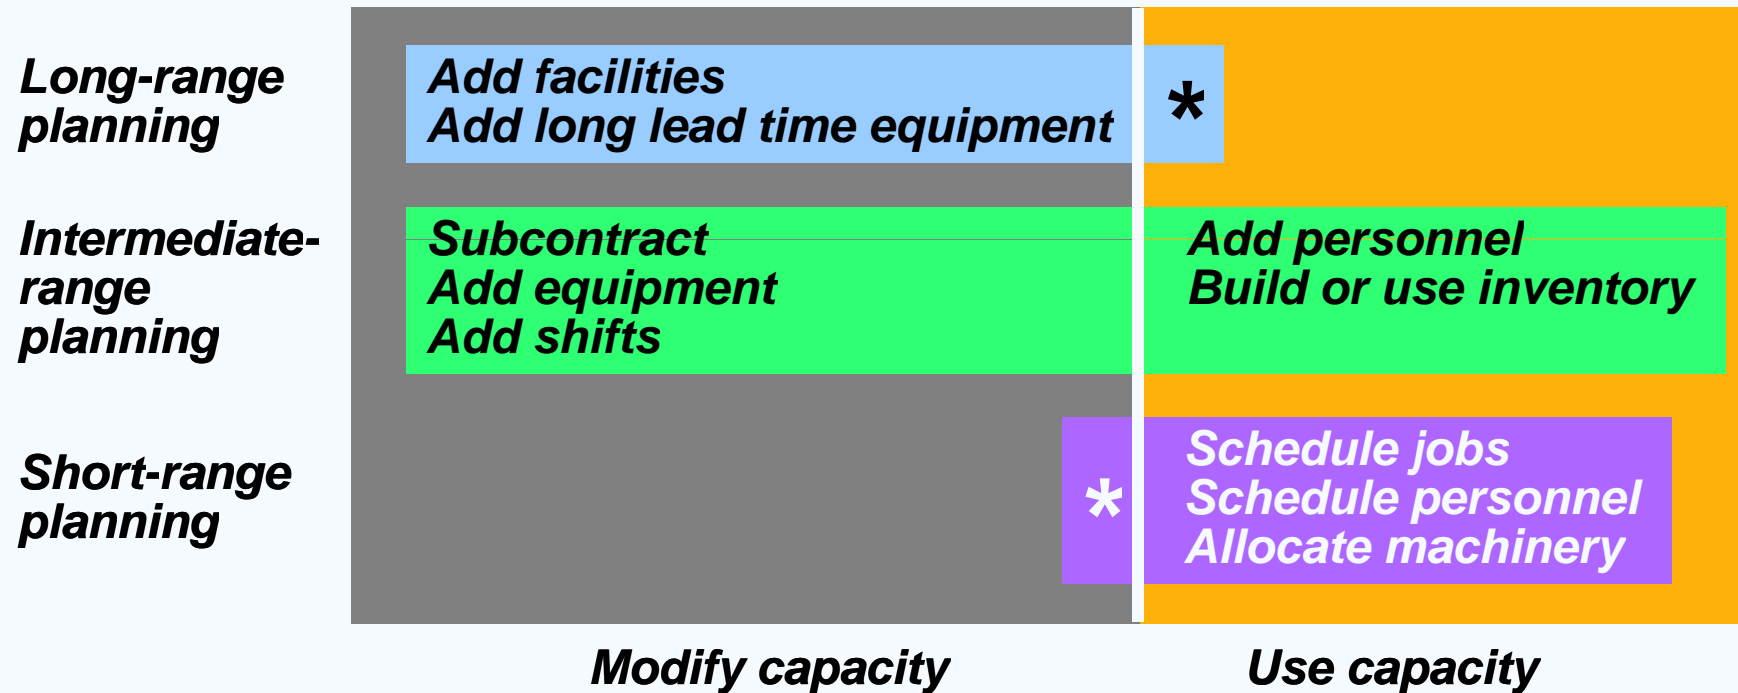 Long-range
planning
Add facilities
Add long lead time equipment
*
Intermediate-
range
planning
Subcontract
Add equipment
Add shifts
Add personnel
Build or use inventory
Short-range
planning
*
Schedule jobs
Schedule personnel
Allocate machinery
Modify capacity
Use capacity